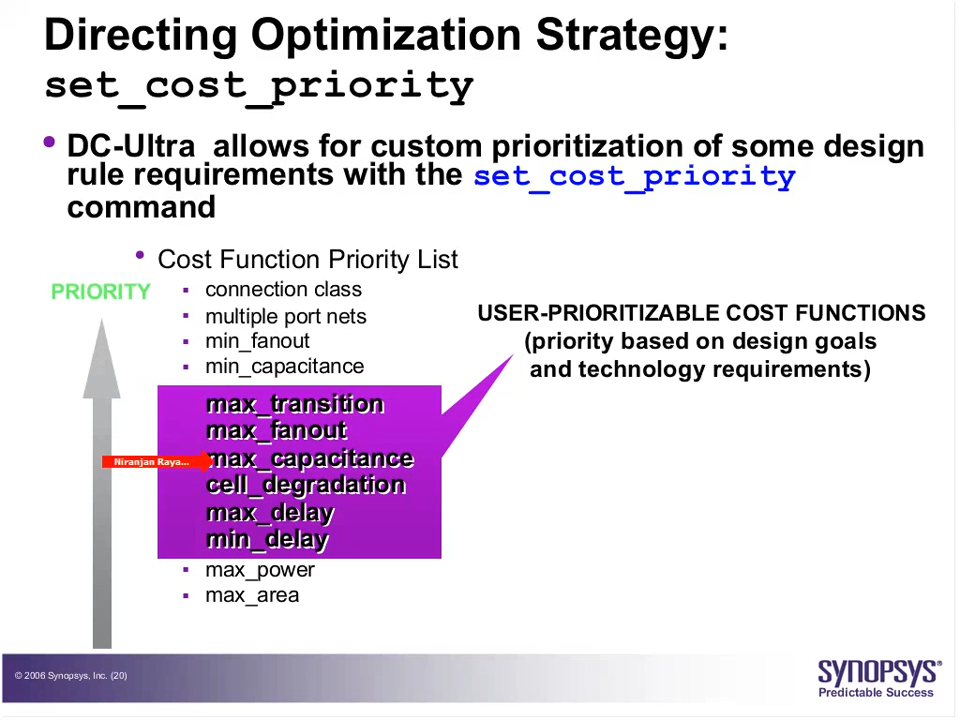 Directing Optimization Strategy:
set_cost_priority
• DC-Ultra allows for custom prioritization of some design
rule requirements with the set_cost_priority
command
• Cost Function Priority List
PRIORITY
▪ connection class
▪ multiple port nets
▪ min_fanout
▪ min_capacitance
USER-PRIORITIZABLE COST FUNCTIONS
(priority based on design goals
and technology requirements)
max_transition
max_fanout
Niranjan Raya...
max_capacitance
cell_degradation
max_delay
min_delay
▪ max_power
▪ max_area
© 2006 Synopsys, Inc. (20)
SYNOPSYS®
Predictable Success